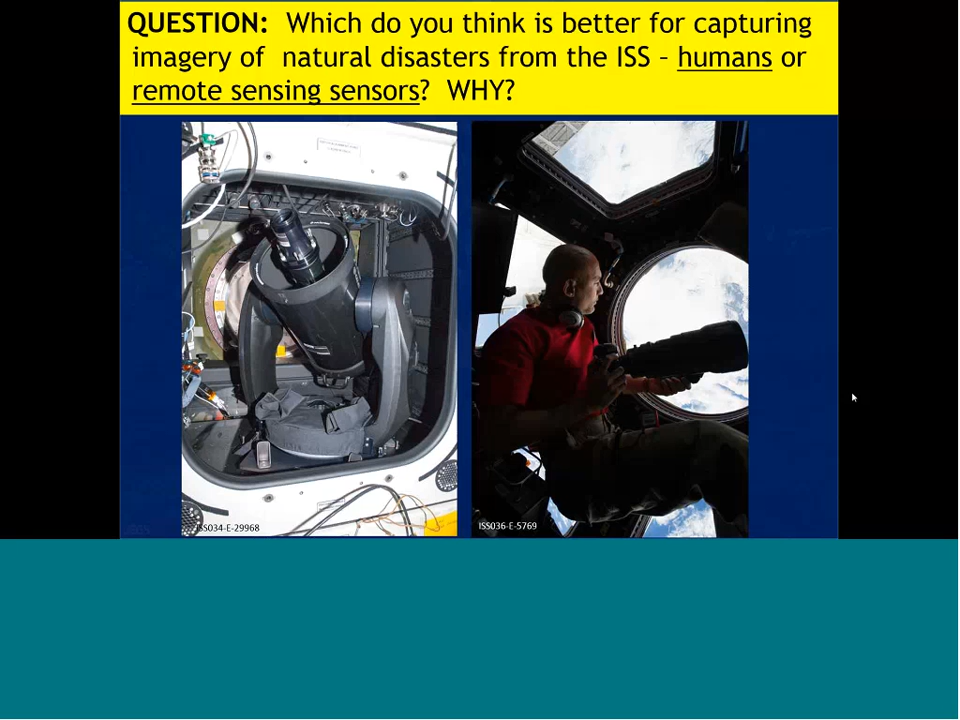 QUESTION: Which do you think is better for capturing
imagery of natural disasters from the ISS – humans or
remote sensing sensors? WHY?
ISS034-E-29968
ISS036-E-5769